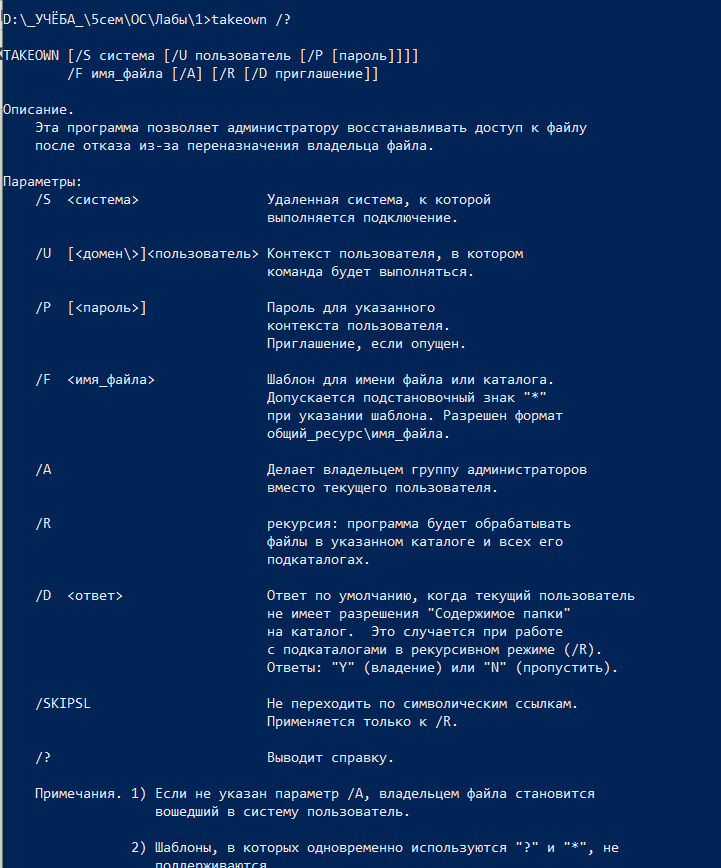 D:\_УЧЁБА_\5сем\ОС\Лабы\1>takeown /?
TAKEOWN [/S система [/U пользователь [/P [пароль]]]]
/F имя_файла [/A] [/R [/D приглашение]]
Описание.
Эта программа позволяет администратору восстанавливать доступ к файлу
после отказа из-за переназначения владельца файла.
Параметры:
/S <система> Удаленная система, к которой
выполняется подключение.
/U [<домен\>]<пользователь> Контекст пользователя, в котором
команда будет выполняться.
/P [<пароль>] Пароль для указанного
контекста пользователя.
Приглашение, если опущен.
/F <имя_файла> Шаблон для имени файла или каталога.
Допускается подстановочный знак "*"
при указании шаблона. Разрешен формат
общий_ресурс\имя_файла.
/A Делает владельцем группу администраторов
вместо текущего пользователя.
/R рекурсия: программа будет обрабатывать
файлы в указанном каталоге и всех его
подкаталогах.
/D <ответ> Ответ по умолчанию, когда текущий пользователь
не имеет разрешения "Содержимое папки"
на каталог. Это случается при работе
с подкаталогами в рекурсивном режиме (/R).
Ответы: "Y" (владение) или "N" (пропустить).
/SKIPSL Не переходить по символическим ссылкам.
Применяется только к /R.
/? Выводит справку.
Примечания. 1) Если не указан параметр /A, владельцем файла становится
вошедший в систему пользователь.
2) Шаблоны, в которых одновременно используются "?" и "*", не
поддерживаются.